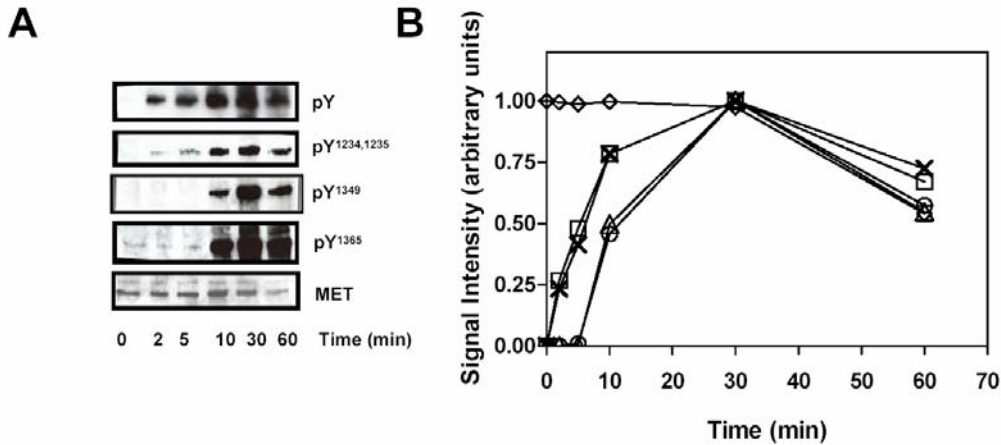 A
pY
pY1234,1235
pY1349
pY1365
MET
0 2 5 10 30 60 Time (min)
B
Signal Intensity (arbitrary units)
1.00
0.75
0.50
0.25
0.00
0 10 20 30 40 50 60 70
Time (min)